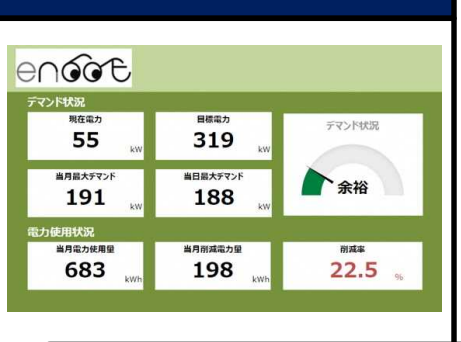 enoot
デマンド状況
現在電力
55 kW
目標電力
319 kW
デマンド状況
余裕
当月最大デマンド
191 kW
当日最大デマンド
188 kW
電力使用状況
当月電力使用量
683 kWh
当月削減電力量
198 kWh
削減率
22.5 %